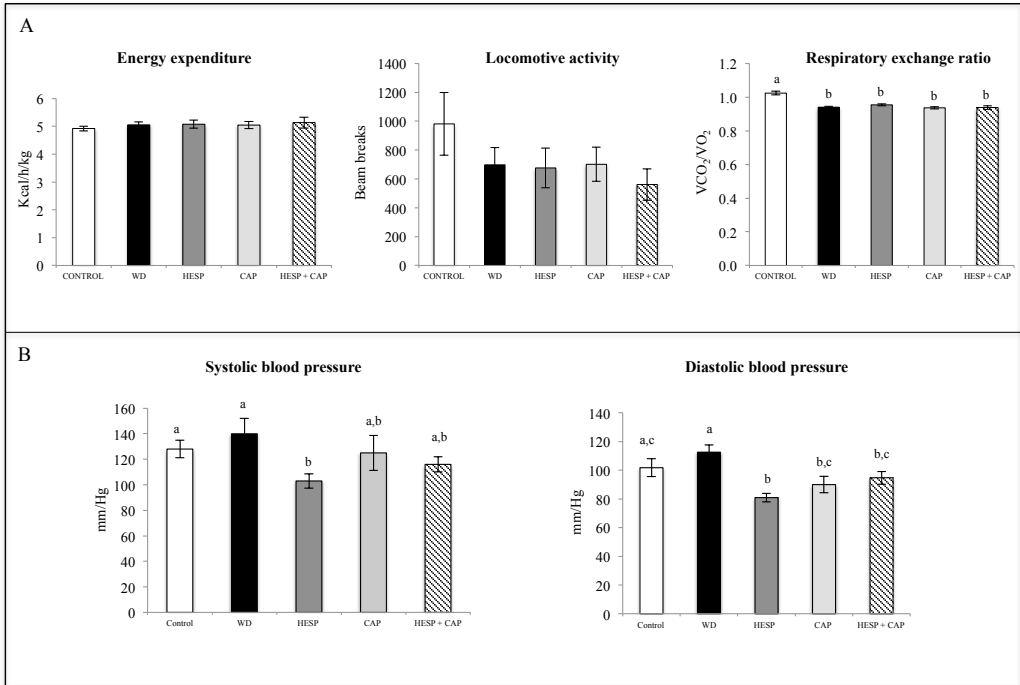 A
Energy expenditure
Kcal/h/kg
6
5
4
3
2
1
0
CONTROL WD HESP CAP HESP + CAP
Locomotive activity
Beam breaks
1400
1200
1000
800
600
400
200
0
CONTROL WD HESP CAP HESP + CAP
Respiratory exchange ratio
VCO2/VO2
1.2
1.0
0.8
0.6
0.4
0.2
0.0
a b b b b
CONTROL WD HESP CAP HESP + CAP
B
Systolic blood pressure
mm/Hg
160
140
120
100
80
60
40
20
0
a a b a,b a,b
Control WD HESP CAP HESP + CAP
Diastolic blood pressure
mm/Hg
140
120
100
80
60
40
20
0
a,c a b b,c b,c
Control WD HESP CAP HESP + CAP